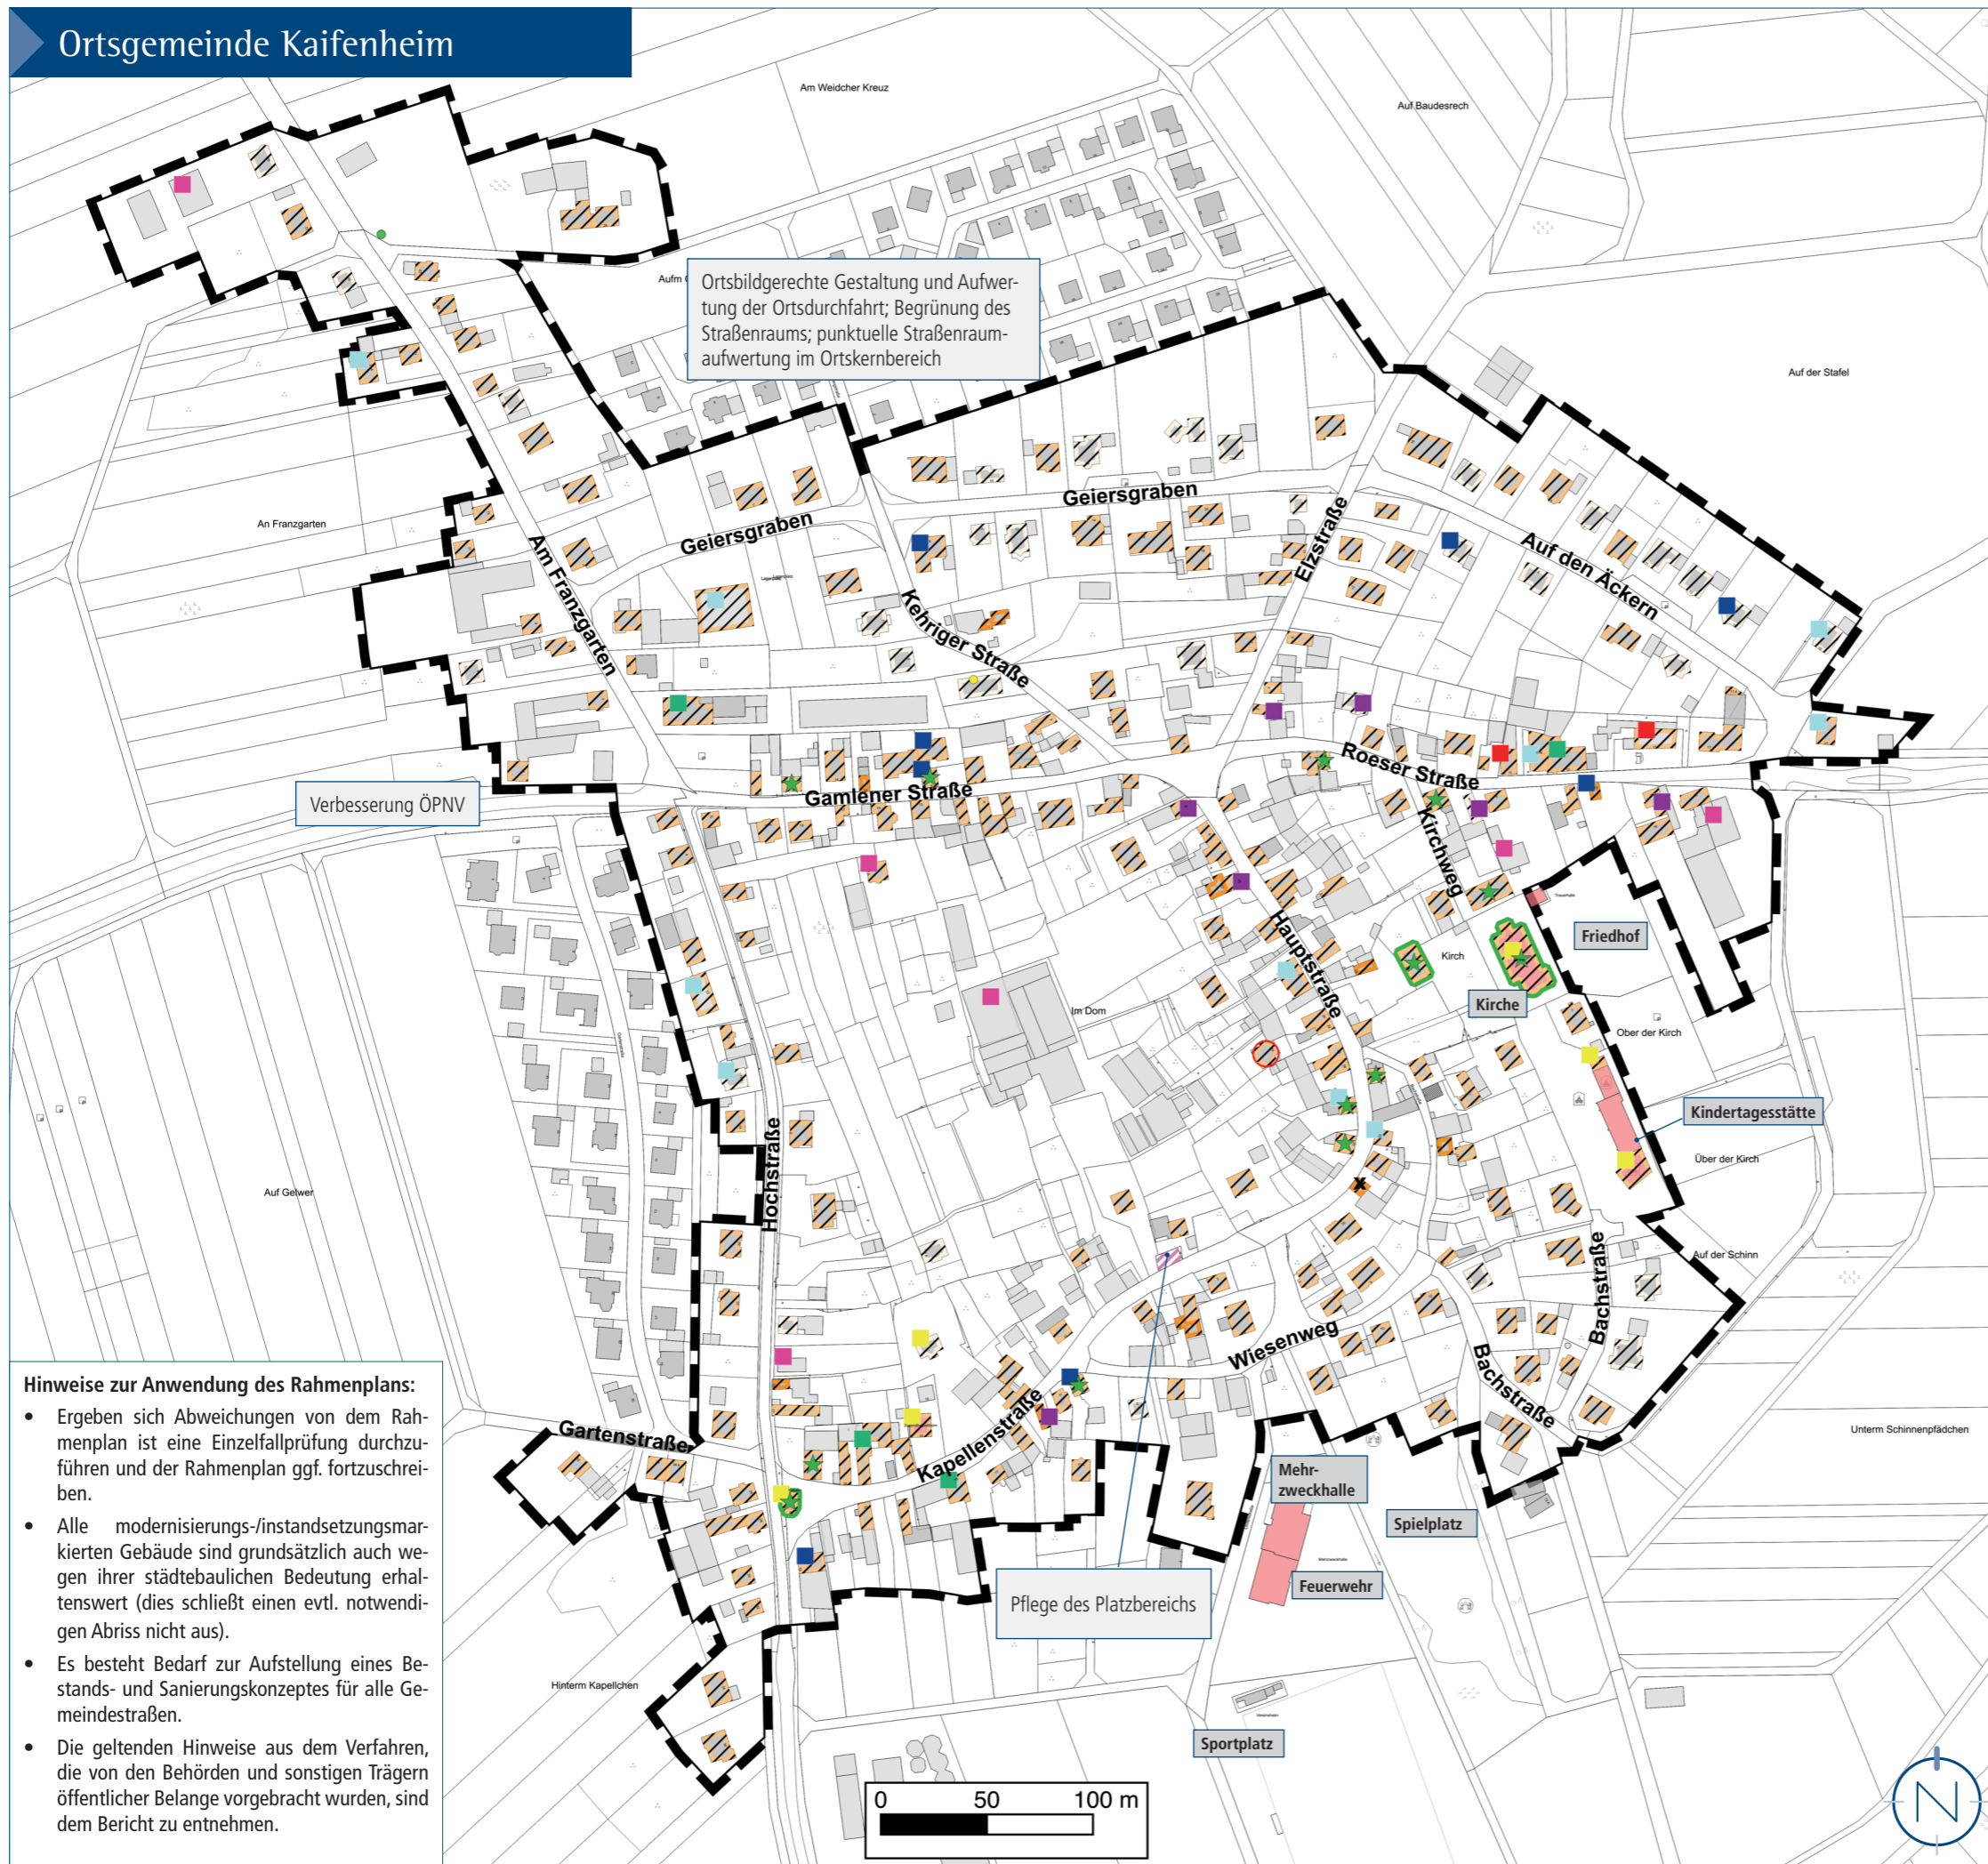 Ortsgemeinde Kaifenheim
Am Weidcher Kreuz
Auf Baudesrech
Aufm
Ortsbildgerechte Gestaltung und Aufwer-
tung der Ortsdurchfahrt; Begrünung des
Straßenraums; punktuelle Straßenraum-
aufwertung im Ortskernbereich
Auf der Stafel
An Franzgarten
Geiersgraben
Geiersgraben
Am Franzgarten
Elzstraße
Auf den Äckern
Lagerplatz
Kehriger Straße
Verbesserung ÖPNV
Gamlener Straße
Roeser Straße
Kirchweg
Hauptstraße
Trauerhalle
Friedhof
Kirch
Kirche
Im Dom
Ober der Kirch
Kindertagesstätte
Über der Kirch
Auf Gelwer
Hochstraße
Auf der Schinn
Bachstraße
Wiesenweg
Bachstraße
Kapellenstraße
Gartenstraße
Unterm Schinnenpfädchen
Mehr-
zweckhalle
Spielplatz
Mehrzweckhalle
Feuerwehr
Pflege des Platzbereichs
Hinterm Kapellchen
Vereinsheim
Sportplatz
Hinweise zur Anwendung des Rahmenplans:
• Ergeben sich Abweichungen von dem Rah-
menplan ist eine Einzelfallprüfung durchzu-
führen und der Rahmenplan ggf. fortzuschrei-
ben.
• Alle modernisierungs-/instandsetzungsmar-
kierten Gebäude sind grundsätzlich auch we-
gen ihrer städtebaulichen Bedeutung erhal-
tenswert (dies schließt einen evtl. notwendi-
gen Abriss nicht aus).
• Es besteht Bedarf zur Aufstellung eines Be-
stands- und Sanierungskonzeptes für alle Ge-
meindestraßen.
• Die geltenden Hinweise aus dem Verfahren,
die von den Behörden und sonstigen Trägern
öffentlicher Belange vorgebracht wurden, sind
dem Bericht zu entnehmen.
0 50 100 m
N